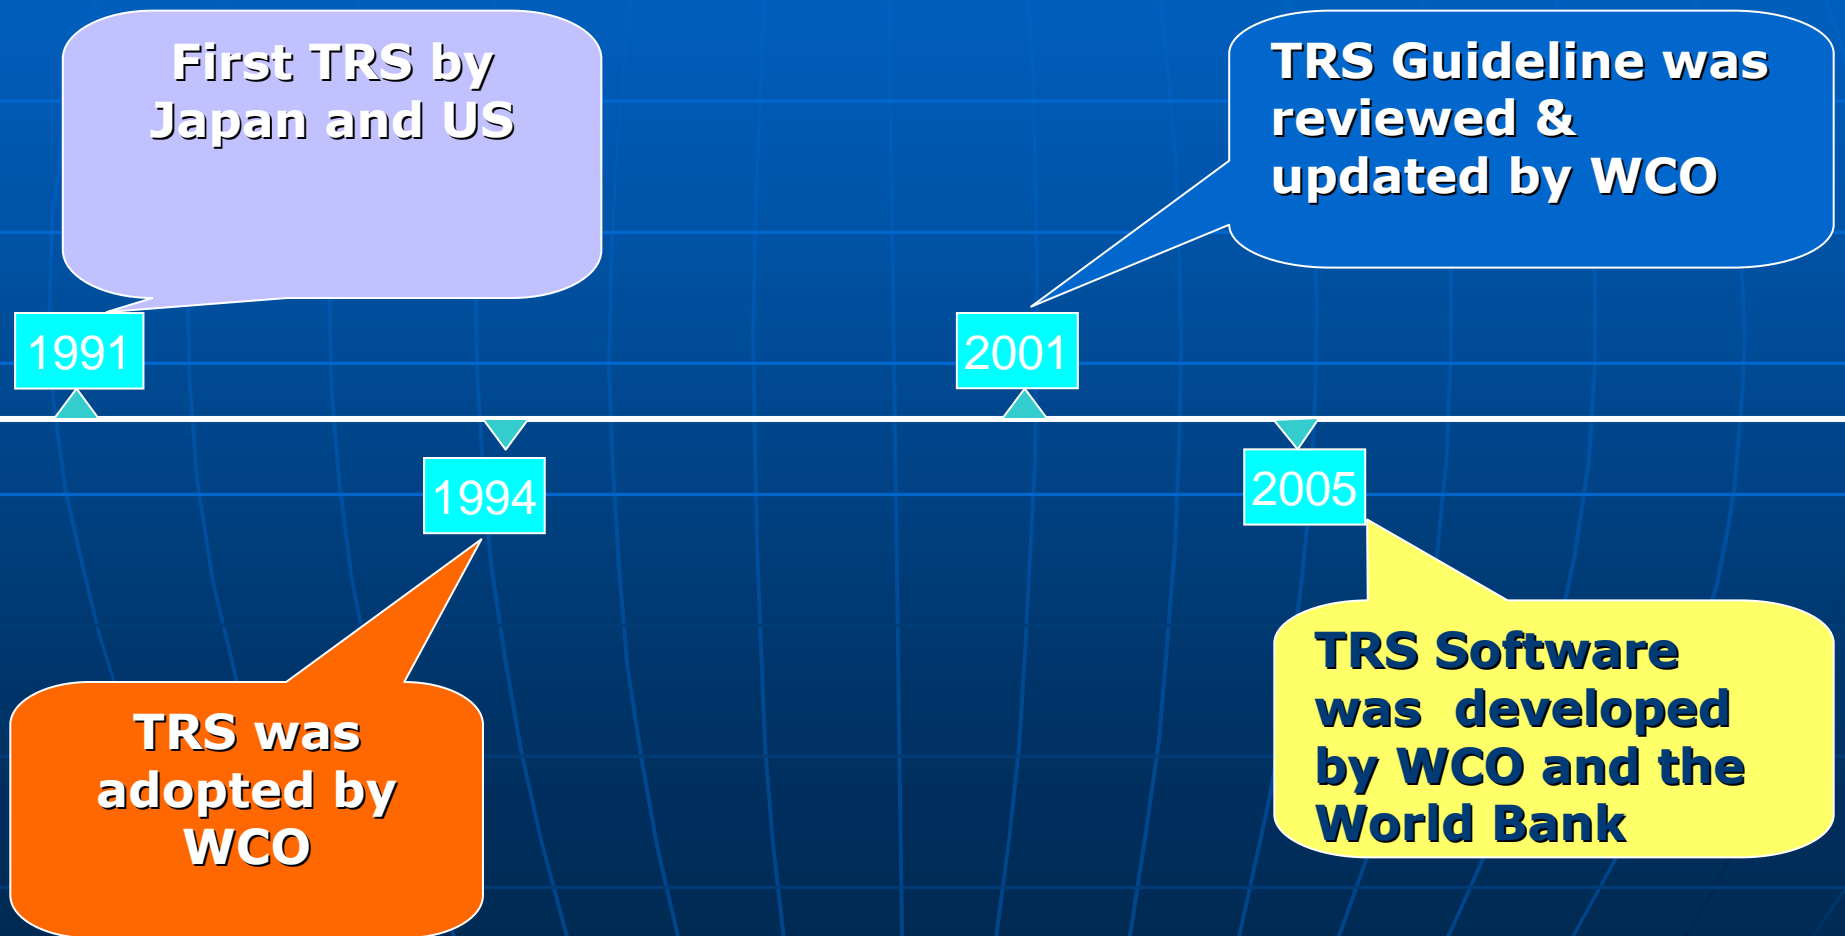 First TRS by
Japan and US
1991
1994
TRS was
adopted by
WCO
TRS Guideline was
reviewed &
updated by WCO
2001
2005
TRS Software
was  developed
by WCO and the
World Bank